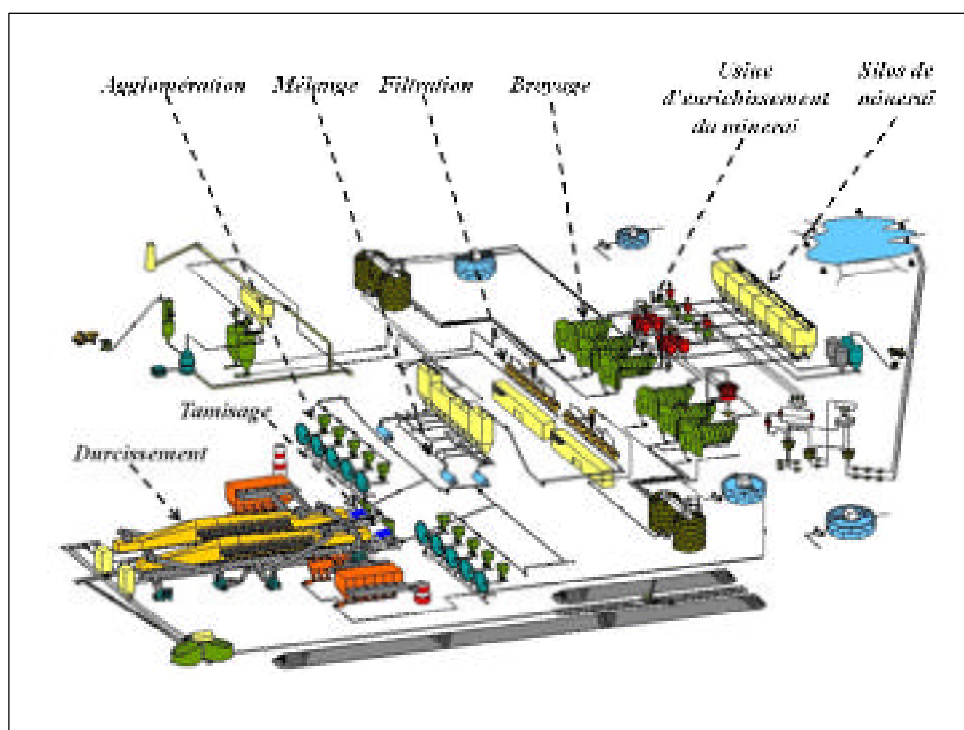 Agglomération
Mélange
Filtration
Broyage
Usine
d'enrichissement
du minerai
Silos de
minerai
Tamisage
Durcissement